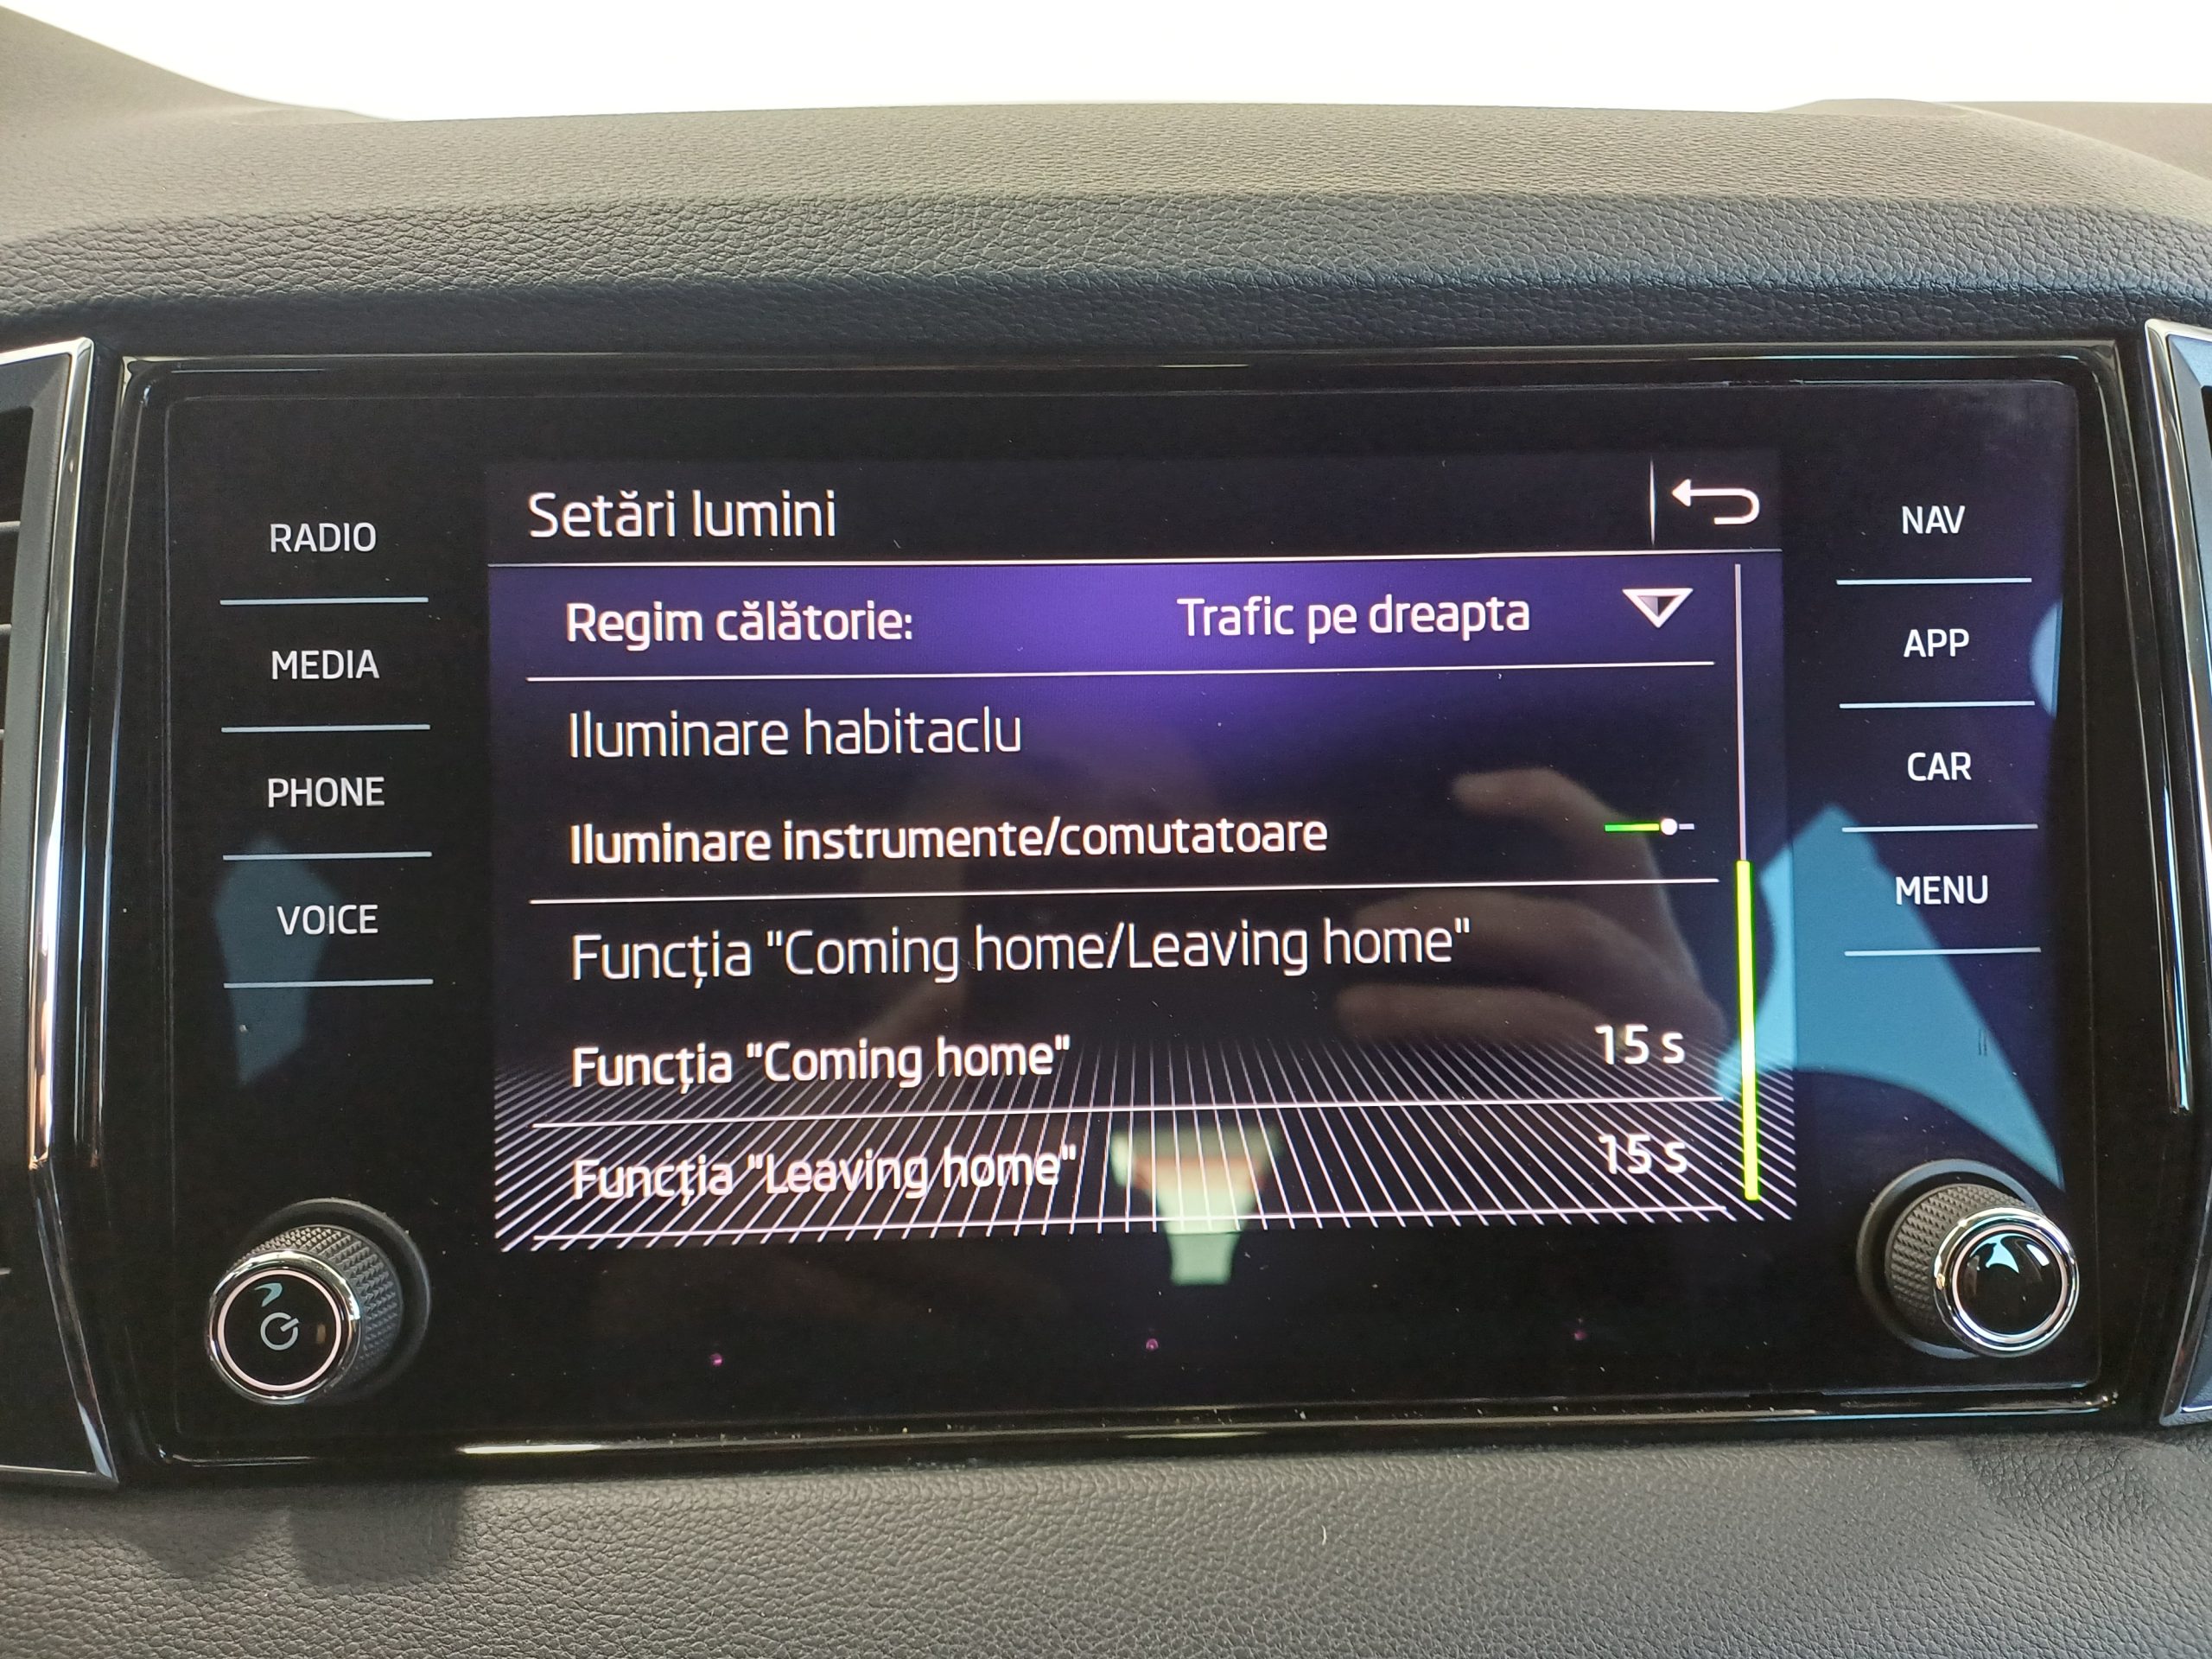 Setări lumini
RADIO
MEDIA
PHONE
VOICE
Regim călătorie: Trafic pe dreapta
Iluminare habitaclu
Iluminare instrumente/comutatoare
Funcția "Coming home/Leaving home"
Funcția "Coming home" 15 s
Funcția "Leaving home" 15 s
NAV
APP
CAR
MENU